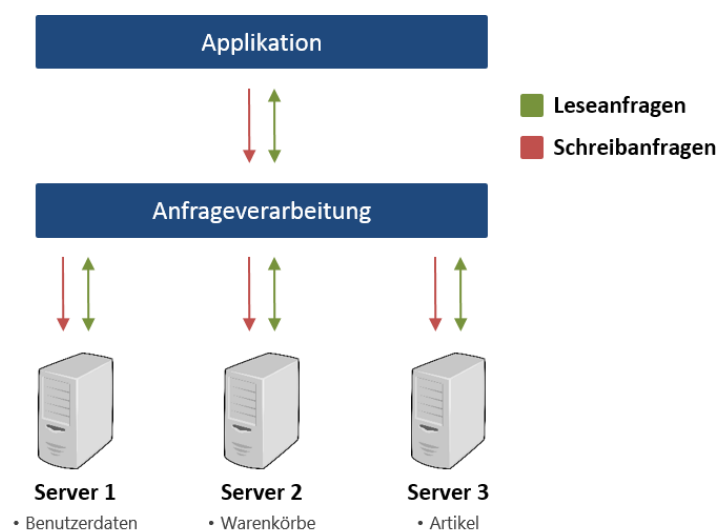 Applikation
Leseanfragen
Schreibanfragen
Anfrageverarbeitung
Server 1
Server 2
Server 3
• Benutzerdaten
• Warenkörbe
• Artikel